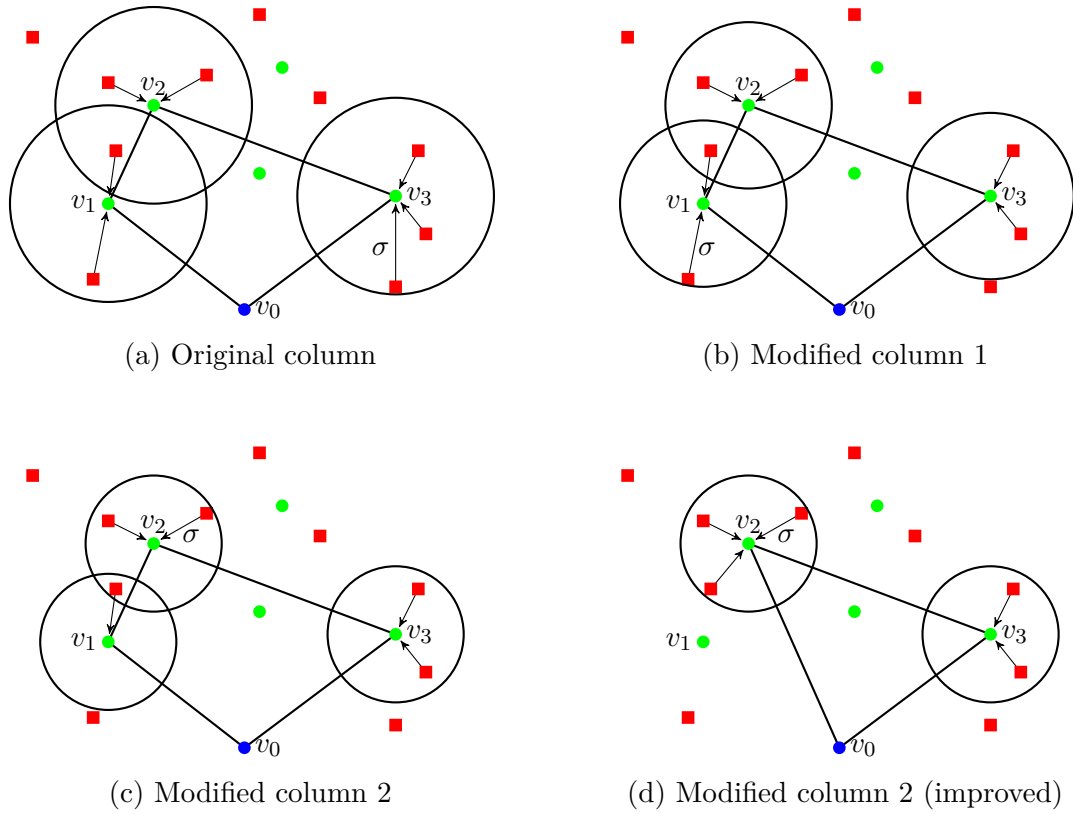 v₂
v₁
v₃
σ
v₀
(a) Original column
v₂
v₁
v₃
σ
v₀
(b) Modified column 1
v₂
σ
v₁
v₃
v₀
(c) Modified column 2
v₂
σ
v₁
v₃
v₀
(d) Modified column 2 (improved)